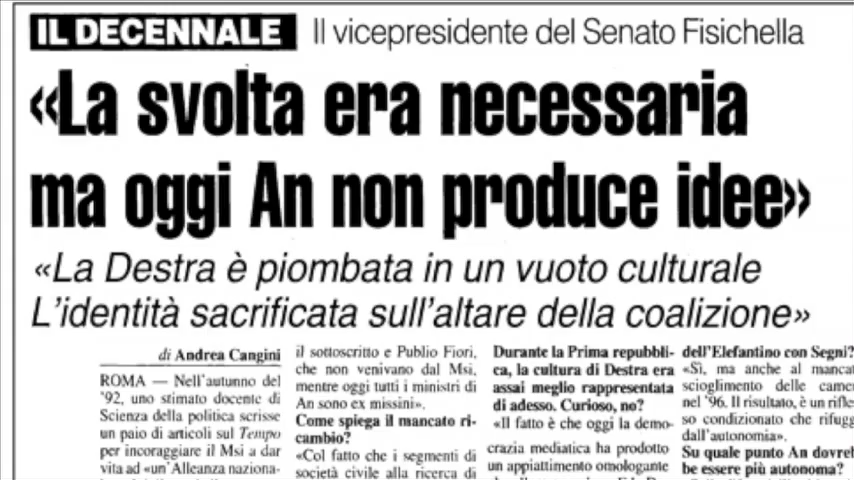 IL DECENNALE Il vicepresidente del Senato Fisichella
«La svolta era necessaria
ma oggi An non produce idee»
«La Destra è piombata in un vuoto culturale
L'identità sacrificata sull'altare della coalizione»
di Andrea Cangini
ROMA — Nell'autunno del
'92, uno stimato docente di
Scienza della politica scrisse
un paio di articoli sul Tempo
per incoraggiare il Msi a dar
vita ad «un'Alleanza naziona-
il sottoscritto e Publio Fiori,
che non venivano dal Msi,
mentre oggi tutti i ministri di
An sono ex missini».
Come spiega il mancato ri-
cambio?
«Col fatto che i segmenti di
società civile alla ricerca di
Durante la Prima repubbli-
ca, la cultura di Destra era
assai meglio rappresentata
di adesso. Curioso, no?
«Il fatto è che oggi la demo-
crazia mediatica ha prodotto
un appiattimento omologante
dell'Elefantino con Segni?
«Sì, ma anche al mancat
scioglimento delle came
nel '96. Il risultato, è un rifle
so condizionato che rifugg
dall'autonomia».
Su quale punto An dovreb
be essere più autonoma?